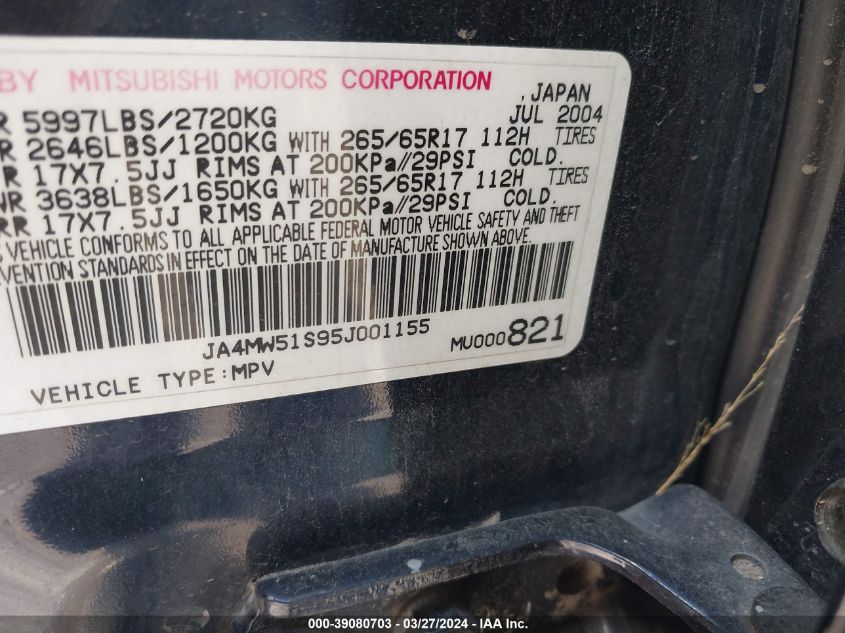 BY MITSUBISHI MOTORS CORPORATION
, JAPAN
JUL 2004
R 5997LBS/2720KG
R 2646LBS/1200KG WITH 265/65R17 112H TIRES
R 17X7.5JJ RIMS AT 200KPa//29PSI COLD.
WR 3638LBS/1650KG WITH 265/65R17 112H TIRES
RR 17X7.5JJ RIMS AT 200KPa//29PSI COLD.
S VEHICLE CONFORMS TO ALL APPLICABLE FEDERAL MOTOR VEHICLE SAFETY AND THEFT
VENTION STANDARDS IN EFFECT ON THE DATE OF MANUFACTURE SHOWN ABOVE.
JA4MW51S95J001155 MU000821
VEHICLE TYPE:MPV
000-39080703 - 03/27/2024 - IAA Inc.